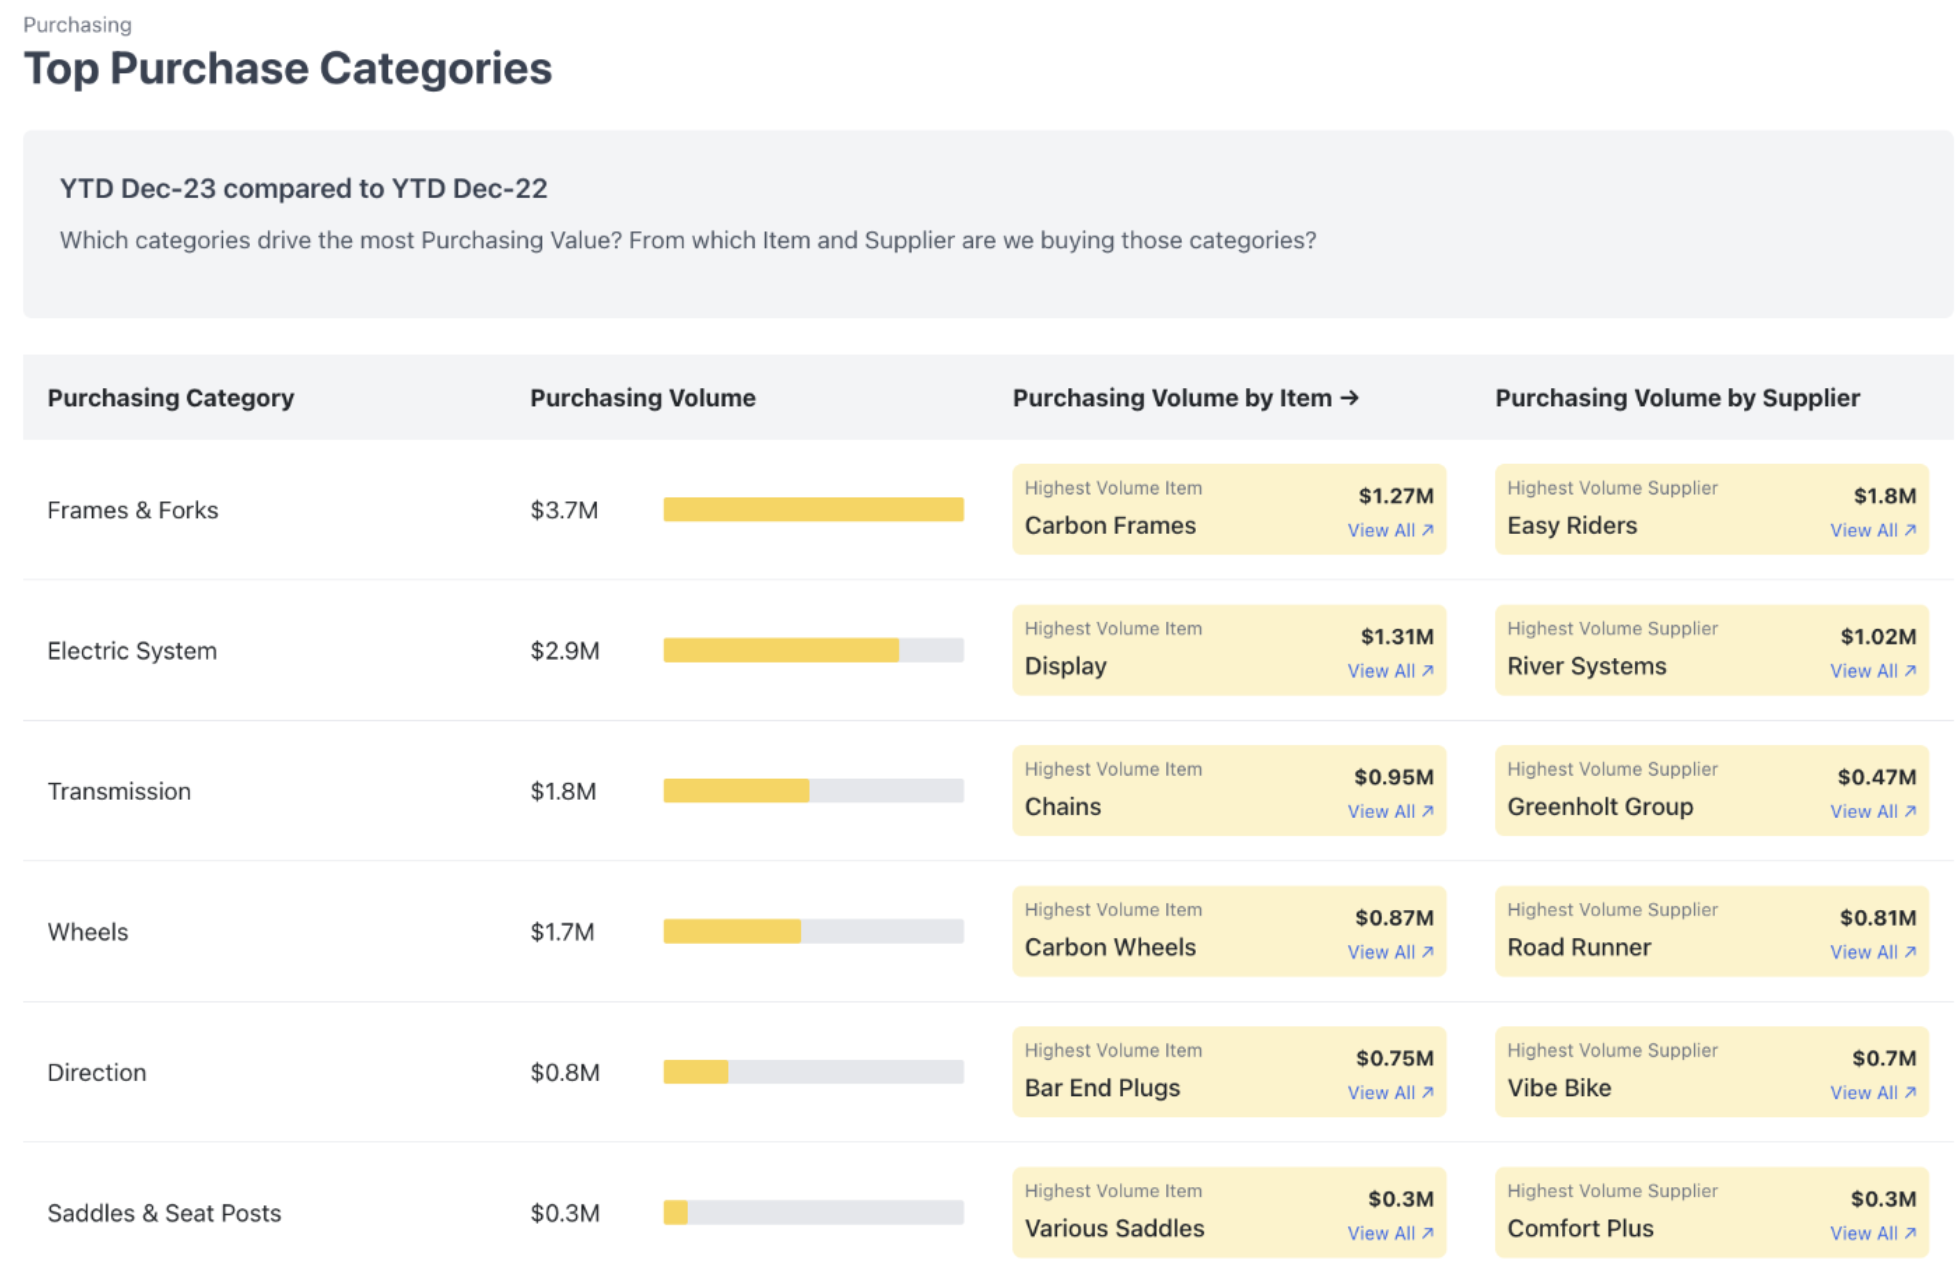 Purchasing
Top Purchase Categories
YTD Dec-23 compared to YTD Dec-22
Which categories drive the most Purchasing Value? From which Item and Supplier are we buying those categories?
Purchasing Category Purchasing Volume Purchasing Volume by Item → Purchasing Volume by Supplier
Frames & Forks $3.7M
Highest Volume Item $1.27M
Carbon Frames View All ↗
Highest Volume Supplier $1.8M
Easy Riders View All ↗
Electric System $2.9M
Highest Volume Item $1.31M
Display View All ↗
Highest Volume Supplier $1.02M
River Systems View All ↗
Transmission $1.8M
Highest Volume Item $0.95M
Chains View All ↗
Highest Volume Supplier $0.47M
Greenholt Group View All ↗
Wheels $1.7M
Highest Volume Item $0.87M
Carbon Wheels View All ↗
Highest Volume Supplier $0.81M
Road Runner View All ↗
Direction $0.8M
Highest Volume Item $0.75M
Bar End Plugs View All ↗
Highest Volume Supplier $0.7M
Vibe Bike View All ↗
Saddles & Seat Posts $0.3M
Highest Volume Item $0.3M
Various Saddles View All ↗
Highest Volume Supplier $0.3M
Comfort Plus View All ↗